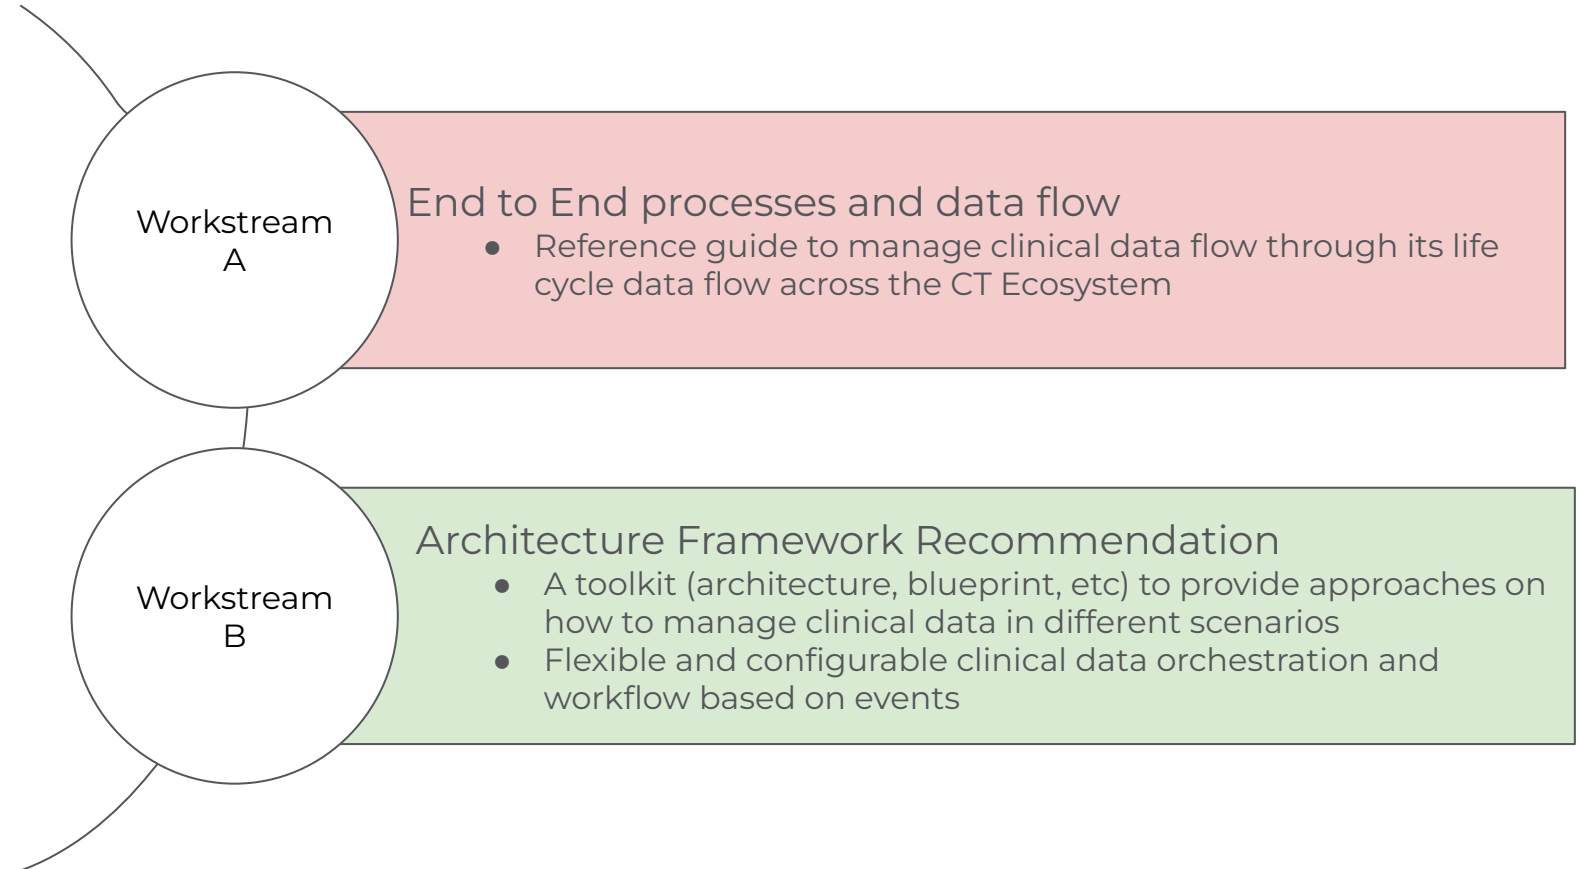 Workstream
A
End to End processes and data flow
● Reference guide to manage clinical data flow through its life
cycle data flow across the CT Ecosystem
Workstream
B
Architecture Framework Recommendation
● A toolkit (architecture, blueprint, etc) to provide approaches on
how to manage clinical data in different scenarios
● Flexible and configurable clinical data orchestration and
workflow based on events